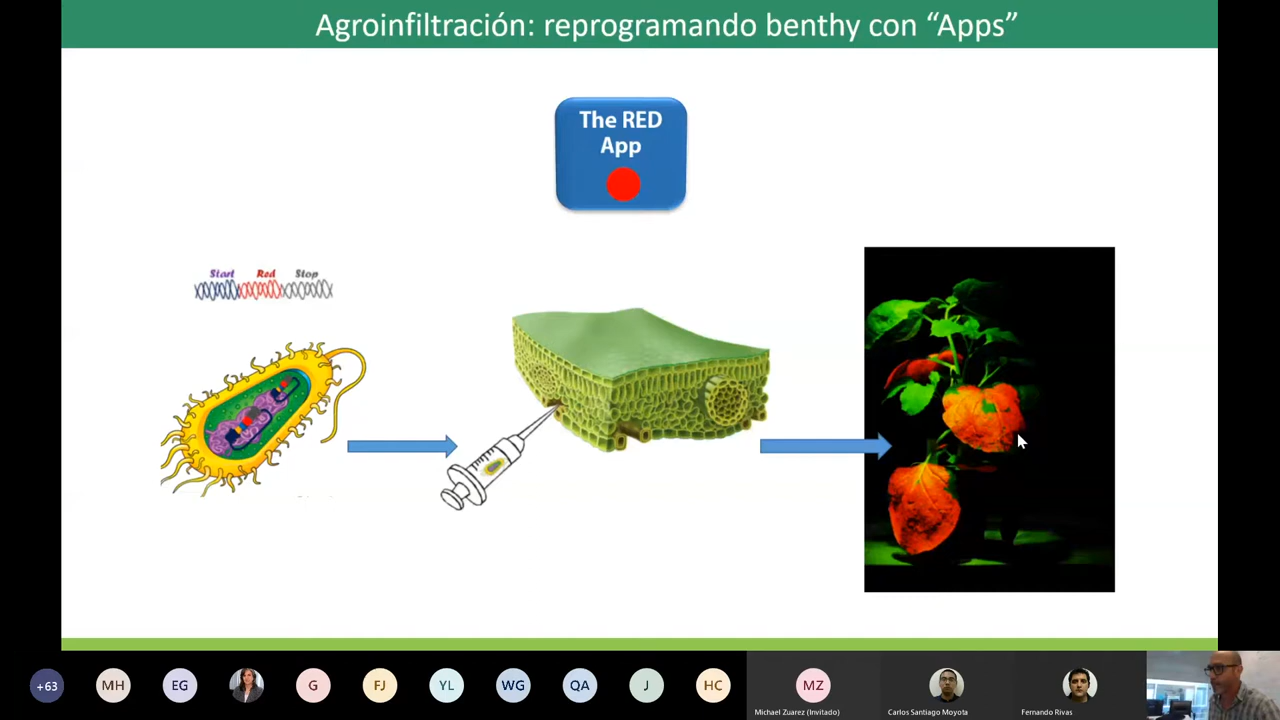 Agroinfiltración: reprogramando benthy con “Apps”
The RED
App
Start Red Stop
+63
MH
EG
G
FJ
YL
WG
QA
J
HC
MZ
Michael Zuarez (Invitado)
Carlos Santiago Moyota
Fernando Rivas